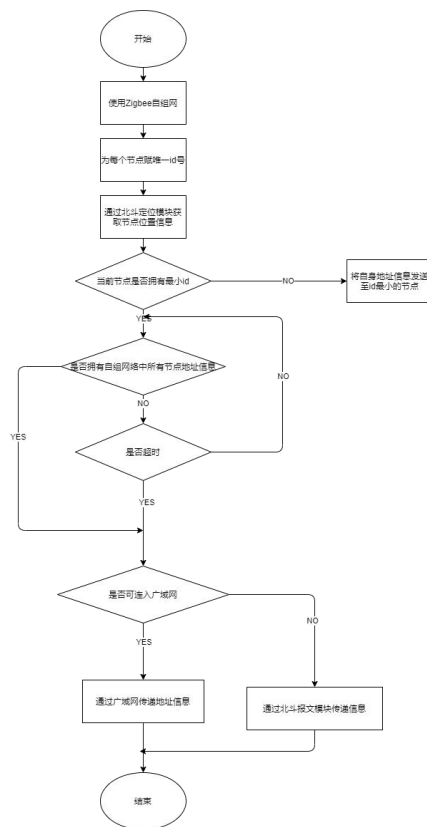 开始
使用Zigbee自组网
为每个节点赋唯一id号
通过北斗定位模块获
取节点位置信息
当前节点是否拥有最小id
NO
将自身地址信息发送
至id最小的节点
YES
是否拥有自组网络中所有节点地址信息
NO
NO
YES
是否超时
YES
是否可连入广域网
NO
YES
通过广域网传递地址信息
通过北斗报文模块传递信息
结束